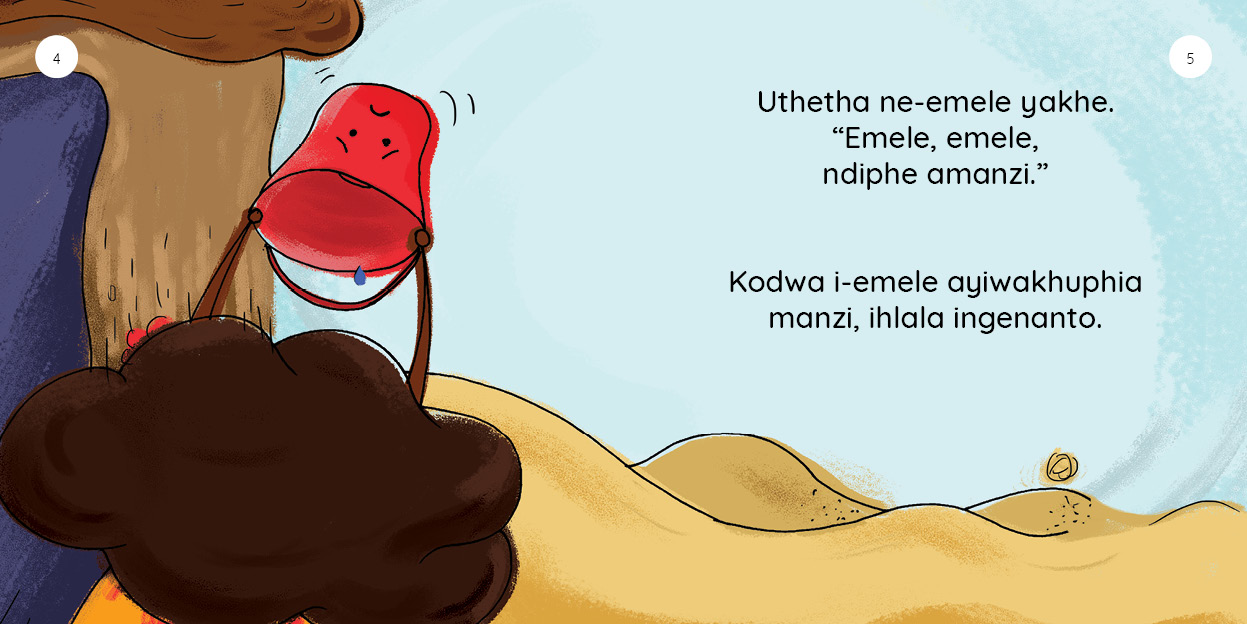 4
5
Uthetha ne-emele yakhe.
“Emele, emele,
ndiphe amanzi.”
Kodwa i-emele ayiwakhuphia
manzi, ihlala ingenanto.